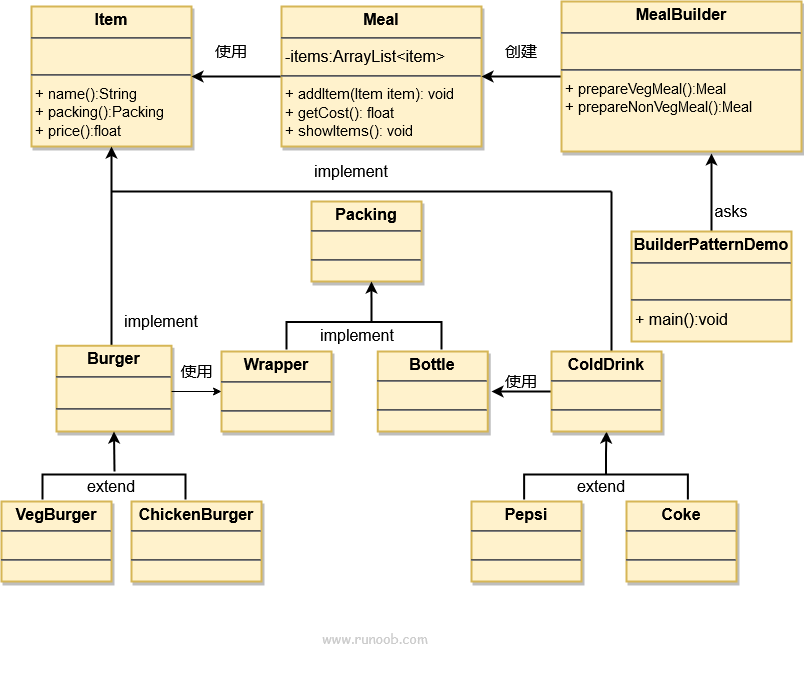 Item
+ name():String
+ packing():Packing
+ price():float
使用
Meal
-items:ArrayList<item>
+ addItem(Item item): void
+ getCost(): float
+ showItems(): void
创建
MealBuilder
+ prepareVegMeal():Meal
+ prepareNonVegMeal():Meal
implement
asks
Packing
BuilderPatternDemo
+ main():void
implement
implement
Burger
使用
Wrapper
Bottle
使用
ColdDrink
extend
extend
VegBurger
ChickenBurger
Pepsi
Coke
www.runoob.com